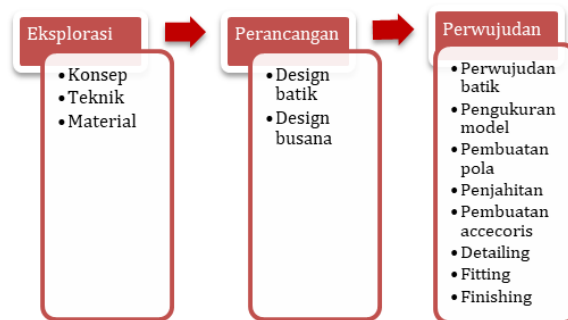 Eksplorasi
• Konsep
• Teknik
• Material
Perancangan
• Design
batik
• Design
busana
Perwujudan
• Perwujudan
batik
• Pengukuran
model
• Pembuatan
pola
• Penjahitan
• Pembuatan
accecoris
• Detailing
• Fitting
• Finishing